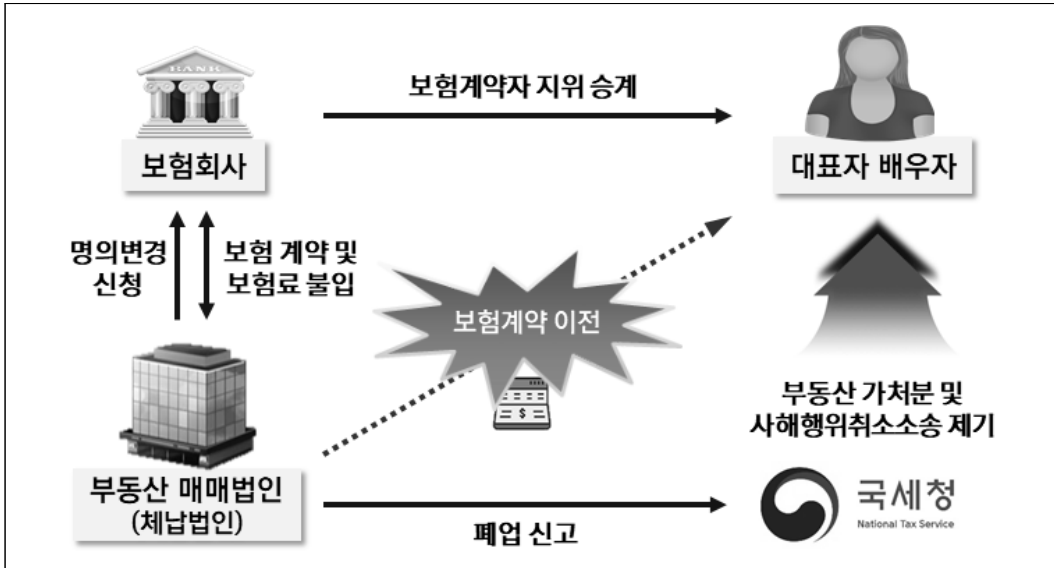 BANK
보험계약자 지위 승계
보험회사
대표자 배우자
명의변경
신청
보험 계약 및
보험료 불입
보험계약 이전
$
부동산 가처분 및
사해행위취소소송 제기
부동산 매매법인
(체납법인)
폐업 신고
국세청
National Tax Service